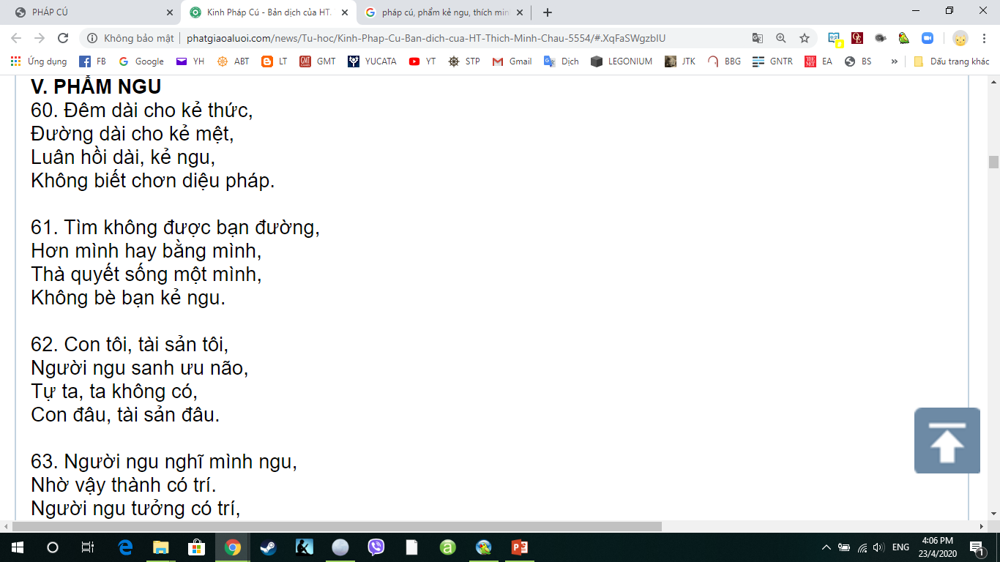 PHÁP CÚ
Kinh Pháp Cú - Bản dịch của HT.
pháp cú, phẩm kẻ ngu, thích min
Không bảo mật
phatgiaoaluoi.com/news/Tu-hoc/Kinh-Phap-Cu-Ban-dich-cua-HT-Thich-Minh-Chau-5554/#.XqFaSWgzbIU
Ứng dụng FB Google YH ABT LT GMT YUCATA YT STP Gmail Dịch LEGONIUM JTK BBG GNTR EA BS » Dấu trang khác
V. PHẨM NGU
60. Đêm dài cho kẻ thức,
Đường dài cho kẻ mệt,
Luân hồi dài, kẻ ngu,
Không biết chơn diệu pháp.
61. Tìm không được bạn đường,
Hơn mình hay bằng mình,
Thà quyết sống một mình,
Không bè bạn kẻ ngu.
62. Con tôi, tài sản tôi,
Người ngu sanh ưu não,
Tự ta, ta không có,
Con đâu, tài sản đâu.
63. Người ngu nghĩ mình ngu,
Nhờ vậy thành có trí.
Người ngu tưởng có trí,
ENG
4:06 PM
23/4/2020